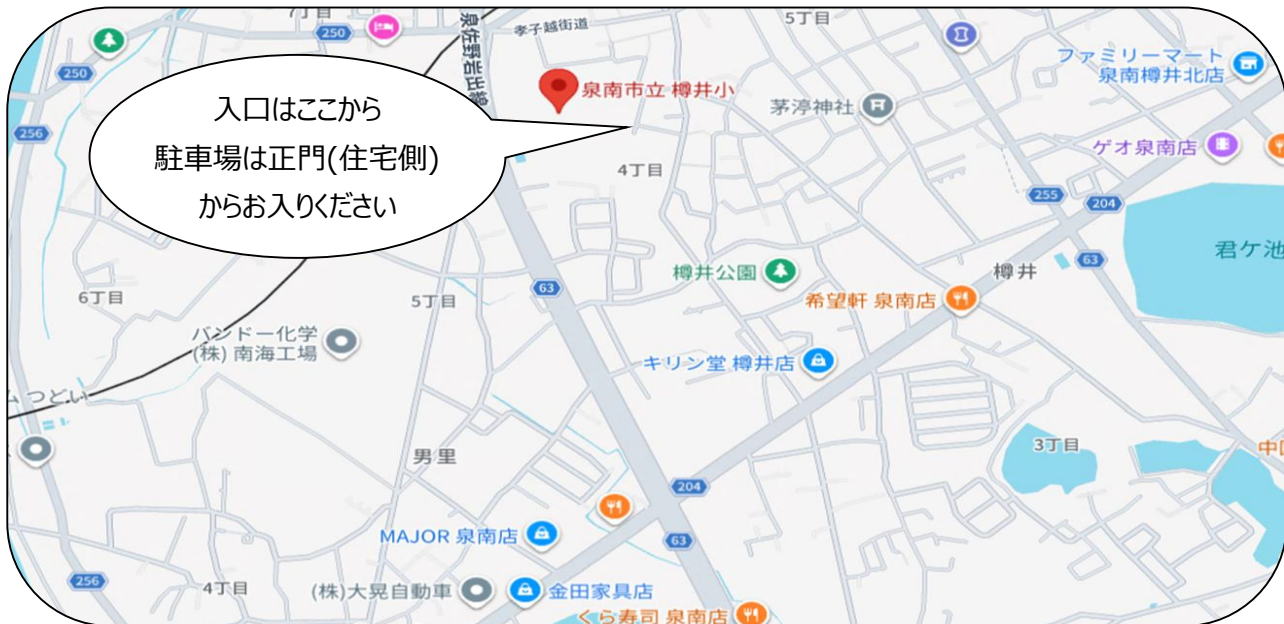 7丁目
250
孝子越街道
5丁目
ファミリーマート
泉南樽井北店
250
泉佐野岩出線
泉南市立 樽井小
茅渟神社
256
入口はここから
駐車場は正門(住宅側)
からお入りください
ゲオ泉南店
4丁目
255
204
君ケ池
樽井公園
樽井
63
6丁目
5丁目
63
希望軒 泉南店
バンドー化学
(株) 南海工場
キリン堂 樽井店
ム つどい
男里
3丁目
204
MAJOR 泉南店
63
256
4丁目
(株)大晃自動車
金田家具店
くら寿司 泉南店